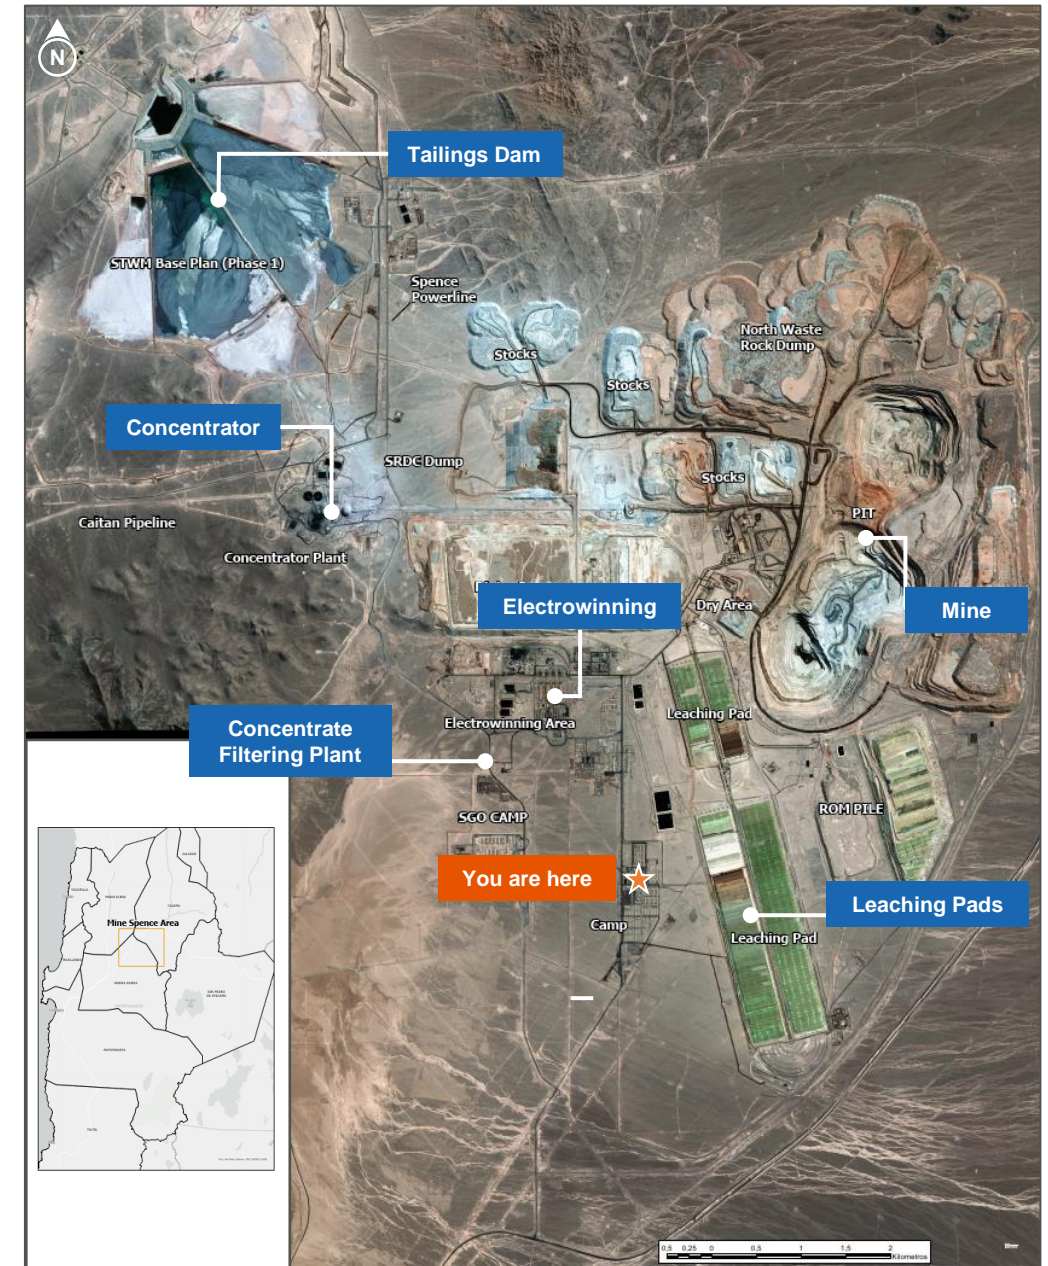 N
Tailings Dam
STWM Base Plan (Phase 1)
Spence
Powerline
North Waste
Rock Dump
Stocks
Stocks
Concentrator
SRDC Dump
Stocks
PIT
Caitan Pipeline
Concentrator Plant
Electrowinning
Dry Area
Mine
Leaching Pad
Concentrate
Filtering Plant
Electrowinning Area
SGO CAMP
ROM PILE
You are here
Leaching Pads
Camp
Leaching Pad
Mine Spence Area
0,5 0,25 0 0,5 1 1,5 2
Kilometros